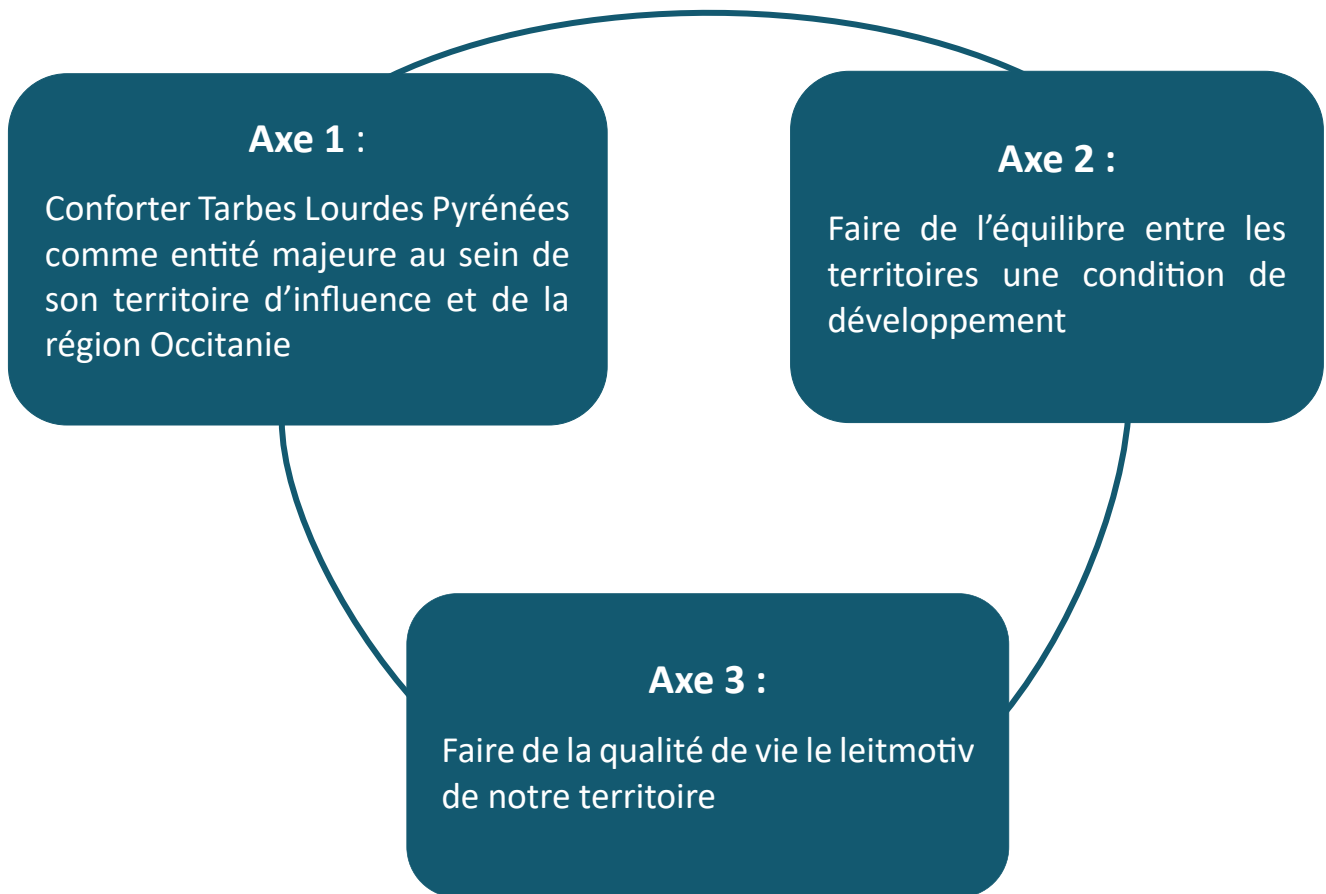 Axe 1 :
Conforter Tarbes Lourdes Pyrénées
comme entité majeure au sein de
son territoire d’influence et de la
région Occitanie
Axe 2 :
Faire de l’équilibre entre les
territoires une condition de
développement
Axe 3 :
Faire de la qualité de vie le leitmotiv
de notre territoire